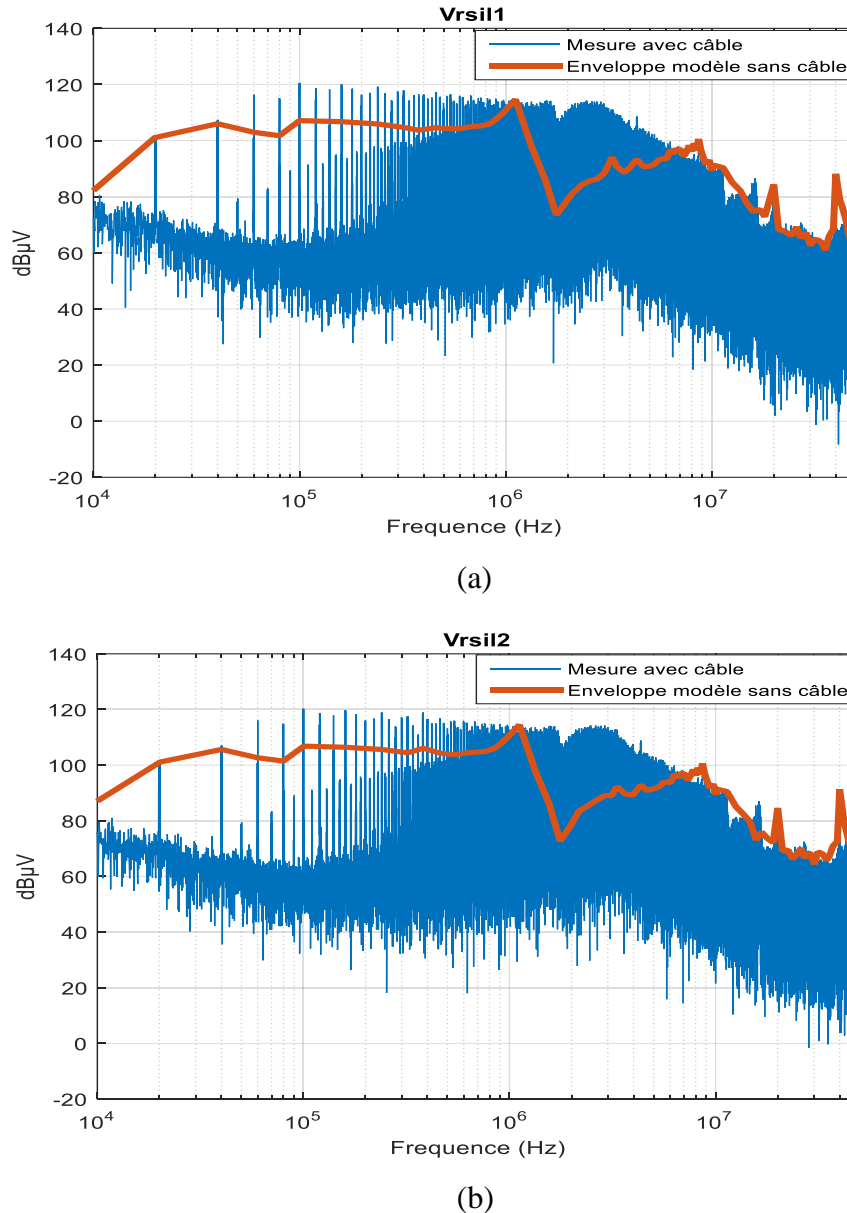 Vrsil1
Mesure avec câble
Enveloppe modèle sans câble
140
120
100
80
60
40
20
0
-20
dBµV
10^4
10^5
10^6
10^7
Frequence (Hz)
(a)
Vrsil2
Mesure avec câble
Enveloppe modèle sans câble
140
120
100
80
60
40
20
0
-20
dBµV
10^4
10^5
10^6
10^7
Frequence (Hz)
(b)